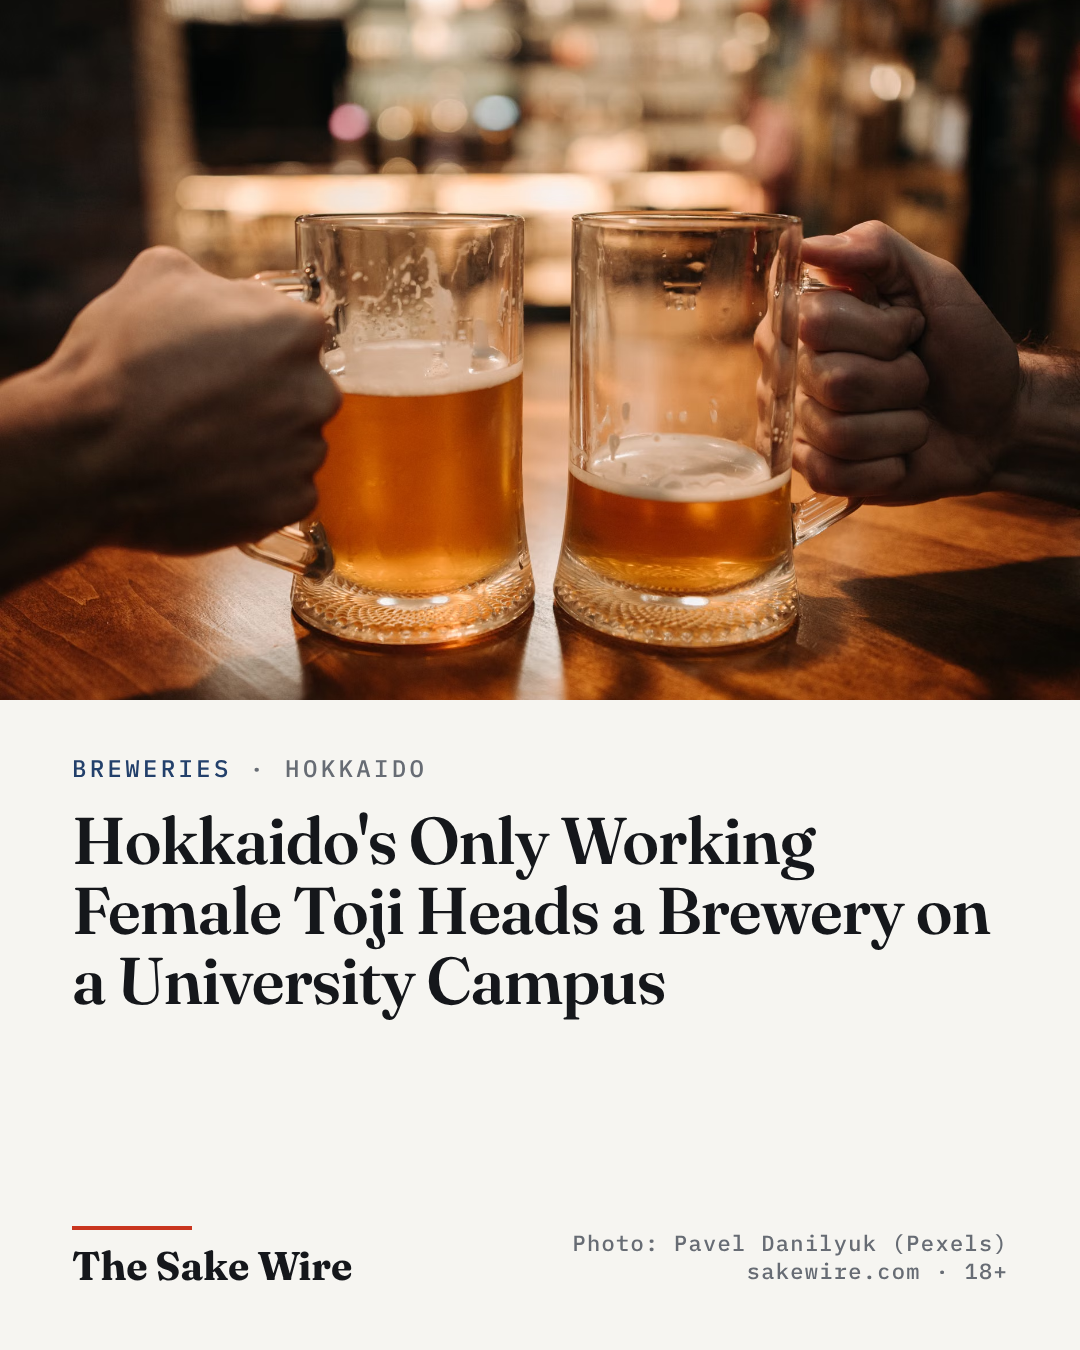 BREWERIES · HOKKAIDO
Hokkaido's Only Working
Female Toji Heads a Brewery on
a University Campus
The Sake Wire
Photo: Pavel Danilyuk (Pexels)
sakewire.com · 18+